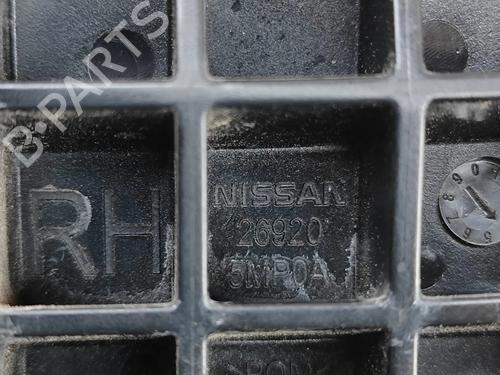 B-PARTS
RH
NISSAN
26920
5MP0A